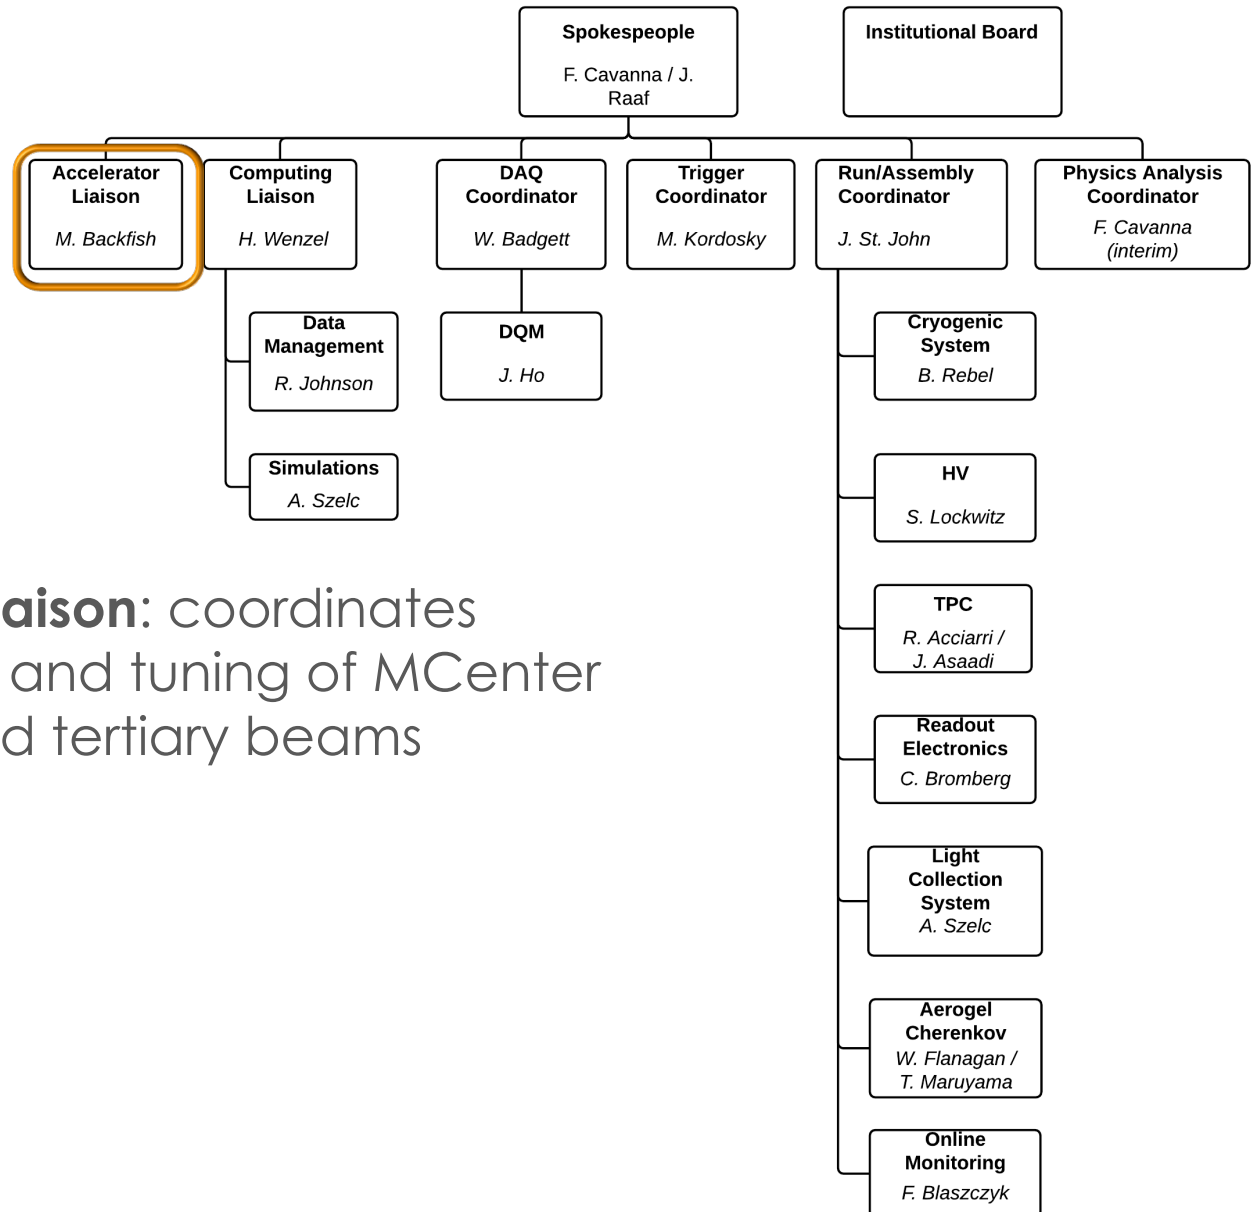 Spokespeople
F. Cavanna / J.
Raaf
Institutional Board
Accelerator
Liaison
M. Backfish
Computing
Liaison
H. Wenzel
DAQ
Coordinator
W. Badgett
Trigger
Coordinator
M. Kordosky
Run/Assembly
Coordinator
J. St. John
Physics Analysis
Coordinator
F. Cavanna
(interim)
Data
Management
R. Johnson
Simulations
A. Szelc
DQM
J. Ho
Cryogenic
System
B. Rebel
HV
S. Lockwitz
TPC
R. Acciarri /
J. Asaadi
Readout
Electronics
C. Bromberg
Light
Collection
System
A. Szelc
Aerogel
Cherenkov
W. Flanagan /
T. Maruyama
Online
Monitoring
F. Blaszczyk
aison: coordinates
and tuning of MCenter
d tertiary beams